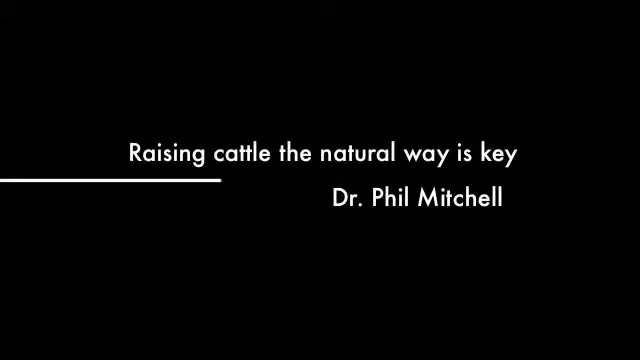 Raising cattle the natural way is key
Dr. Phil Mitchell